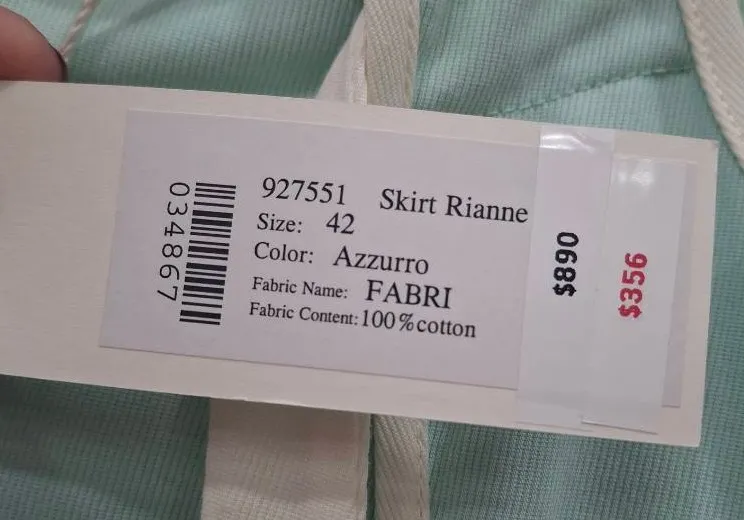 927551 Skirt Rianne
Size: 42
Color: Azzurro
Fabric Name: FABRI
Fabric Content: 100%cotton
034867
$890
$356